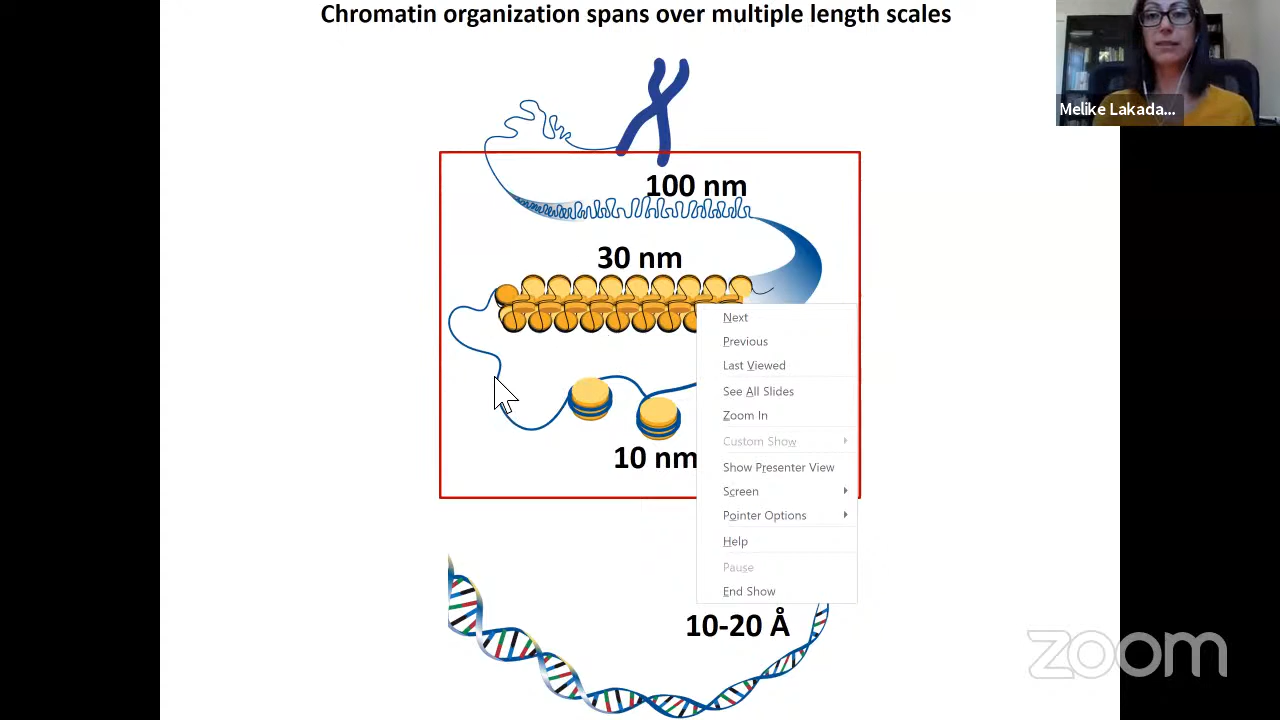 Chromatin organization spans over multiple length scales
Melike Lakada...
100 nm
30 nm
Next
Previous
Last Viewed
See All Slides
Zoom In
Custom Show
Show Presenter View
Screen
Pointer Options
Help
Pause
End Show
10 nm
10-20 Å
zoom